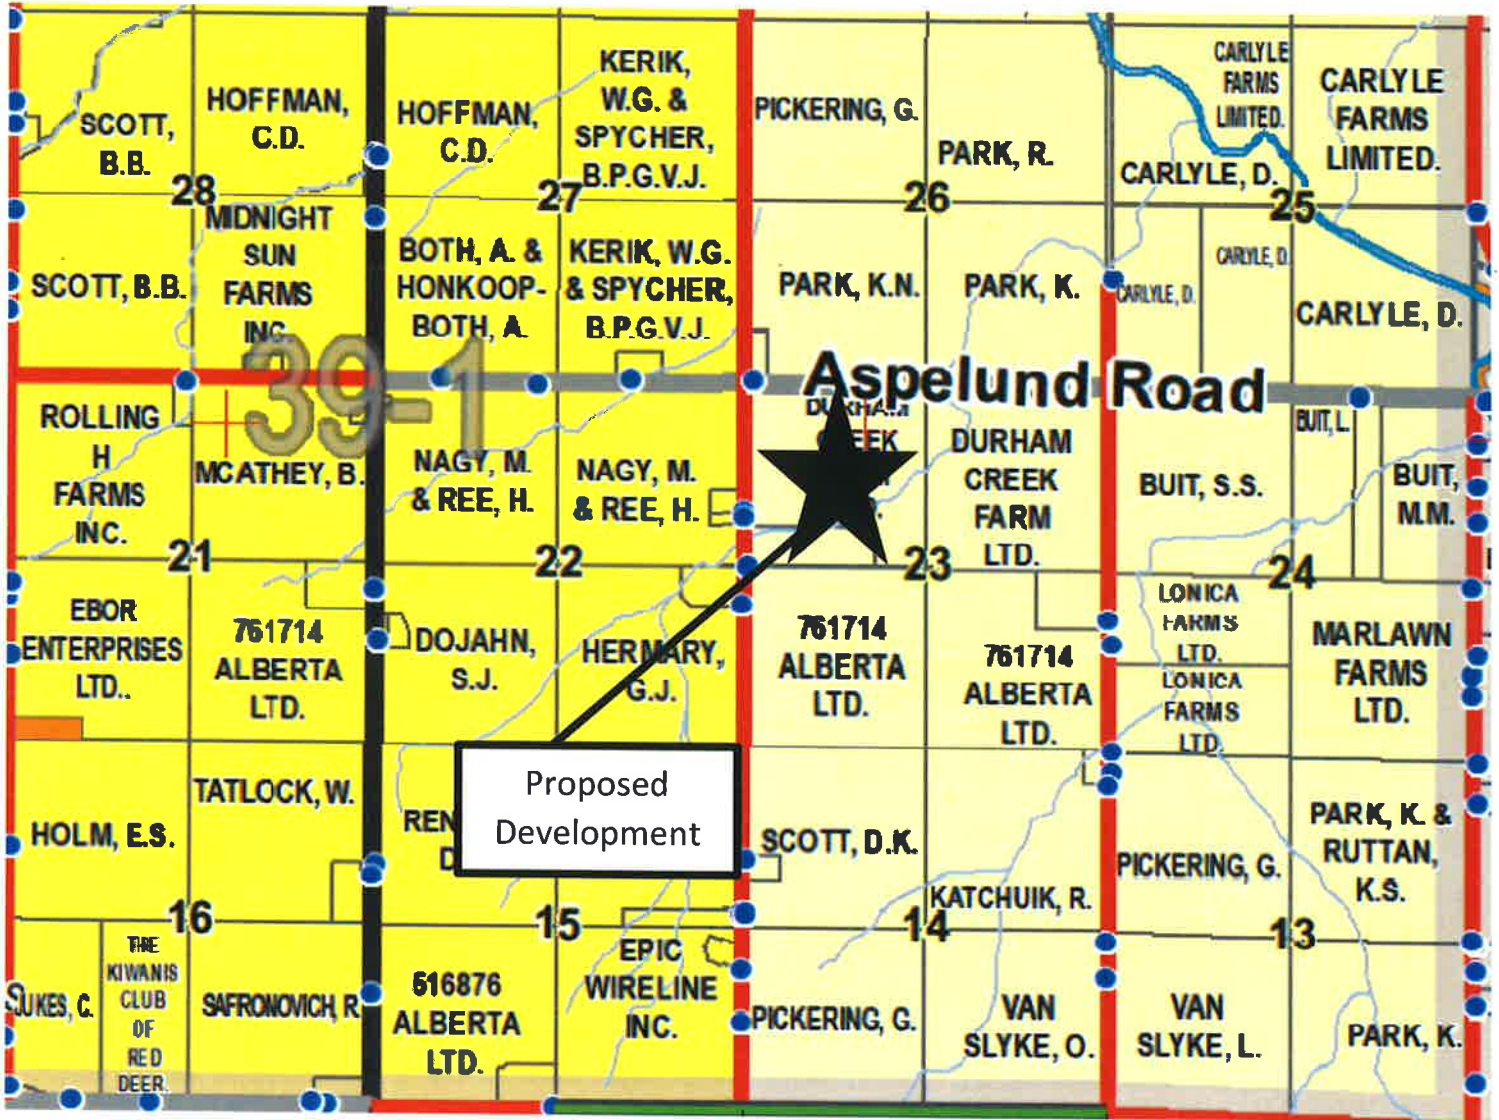 SCOTT,
B.B.
HOFFMAN,
C.D.
HOFFMAN,
C.D.
KERIK,
W.G. &
SPYCHER,
B.P.G.V.J.
PICKERING, G.
PARK, R.
CARLYLE
FARMS
LIMITED.
CARLYLE, D.
CARLYLE
FARMS
LIMITED.
28
27
26
25
SCOTT, B.B.
MIDNIGHT
SUN
FARMS
INC.
BOTH, A. &
HONKOOP-
BOTH, A.
KERIK, W.G.
& SPYCHER,
B.P.G.V.J.
PARK, K.N.
PARK, K.
CARLYLE, D.
CARLYLE, D.
CARLYLE, D.
39-1
Aspelund Road
ROLLING
H
FARMS
INC.
MCATHEY, B.
NAGY, M.
& REE, H.
NAGY, M.
& REE, H.
DURHAM
CREEK
DURHAM
CREEK
FARM
LTD.
BUIT, S.S.
BUIT, L.
BUIT,
M.M.
21
22
23
24
EBOR
ENTERPRISES
LTD..
761714
ALBERTA
LTD.
DOJAHN,
S.J.
HERMARY,
G.J.
761714
ALBERTA
LTD.
761714
ALBERTA
LTD.
LONICA
FARMS
LTD.
LONICA
FARMS
LTD.
MARLAWN
FARMS
LTD.
Proposed
Development
HOLM, E.S.
TATLOCK, W.
SCOTT, D.K.
KATCHUIK, R.
PICKERING, G.
PARK, K. &
RUTTAN,
K.S.
16
15
14
13
SUKES, C.
THE
KIWANIS
CLUB
OF
RED
DEER.
SAFRONOVICH, R.
516876
ALBERTA
LTD.
EPIC
WIRELINE
INC.
PICKERING, G.
VAN
SLYKE, O.
VAN
SLYKE, L.
PARK, K.